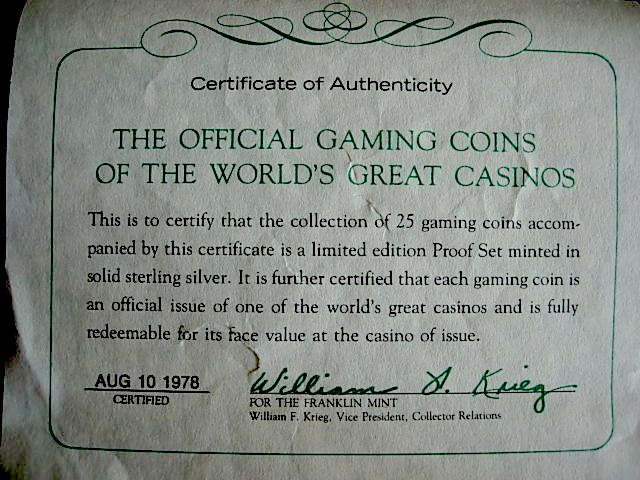 Certificate of Authenticity
THE OFFICIAL GAMING COINS
OF THE WORLD'S GREAT CASINOS
This is to certify that the collection of 25 gaming coins accom-
panied by this certificate is a limited edition Proof Set minted in
solid sterling silver. It is further certified that each gaming coin is
an official issue of one of the world's great casinos and is fully
redeemable for its face value at the casino of issue.
AUG 10 1978
CERTIFIED
William F. Krieg
FOR THE FRANKLIN MINT
William F. Krieg, Vice President, Collector Relations